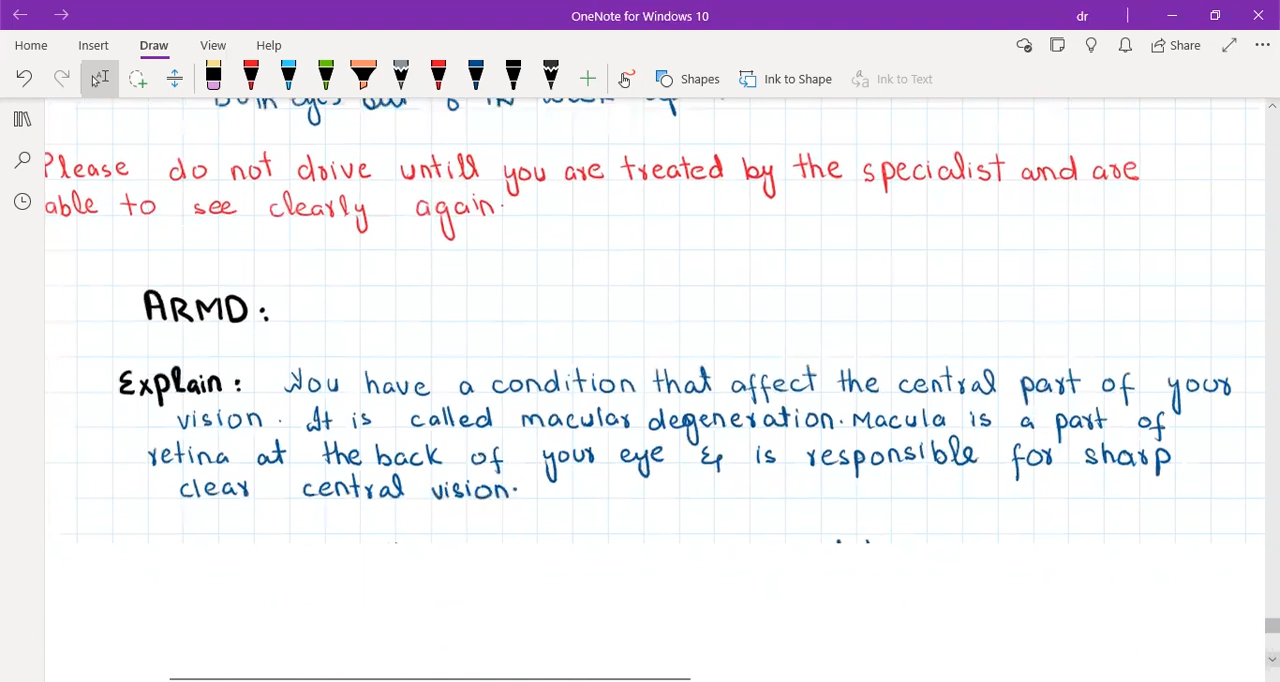 OneNote for Windows 10
dr
Home Insert Draw View Help
Share
Shapes Ink to Shape Ink to Text
Please do not drive untill you are treated by the specialist and are
able to see clearly again.
ARMD:
Explain: You have a condition that affect the central part of your
vision. It is called macular degeneration. Macula is a part of
retina at the back of your eye & is responsible for sharp
clear central vision.